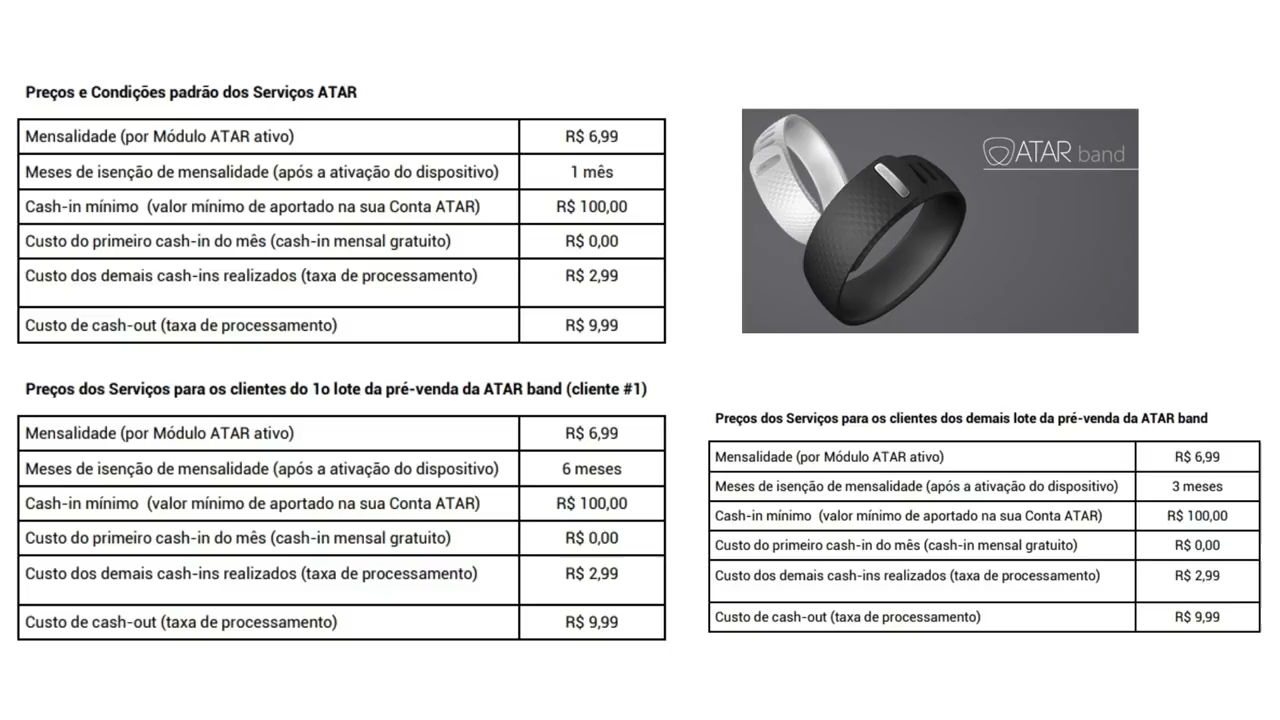 Preços e Condições padrão dos Serviços ATAR
Mensalidade (por Módulo ATAR ativo) R$ 6,99
Meses de isenção de mensalidade (após a ativação do dispositivo) 1 mês
Cash-in mínimo (valor mínimo de aportado na sua Conta ATAR) R$ 100,00
Custo do primeiro cash-in do mês (cash-in mensal gratuito) R$ 0,00
Custo dos demais cash-ins realizados (taxa de processamento) R$ 2,99
Custo de cash-out (taxa de processamento) R$ 9,99
ATAR band
Preços dos Serviços para os clientes do 1o lote da pré-venda da ATAR band (cliente #1)
Mensalidade (por Módulo ATAR ativo) R$ 6,99
Meses de isenção de mensalidade (após a ativação do dispositivo) 6 meses
Cash-in mínimo (valor mínimo de aportado na sua Conta ATAR) R$ 100,00
Custo do primeiro cash-in do mês (cash-in mensal gratuito) R$ 0,00
Custo dos demais cash-ins realizados (taxa de processamento) R$ 2,99
Custo de cash-out (taxa de processamento) R$ 9,99
Preços dos Serviços para os clientes dos demais lote da pré-venda da ATAR band
Mensalidade (por Módulo ATAR ativo) R$ 6,99
Meses de isenção de mensalidade (após a ativação do dispositivo) 3 meses
Cash-in mínimo (valor mínimo de aportado na sua Conta ATAR) R$ 100,00
Custo do primeiro cash-in do mês (cash-in mensal gratuito) R$ 0,00
Custo dos demais cash-ins realizados (taxa de processamento) R$ 2,99
Custo de cash-out (taxa de processamento) R$ 9,99